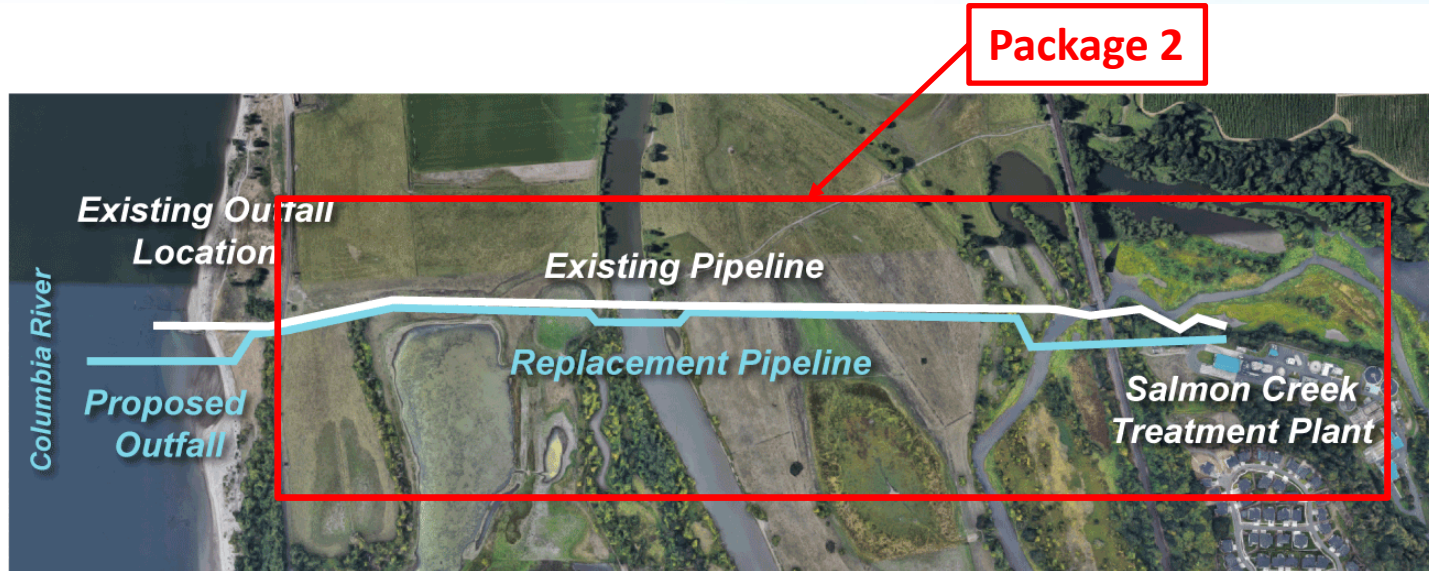 Package 2
Existing Outfall
Location
Existing Pipeline
Columbia River
Replacement Pipeline
Proposed
Outfall
Salmon Creek
Treatment Plant